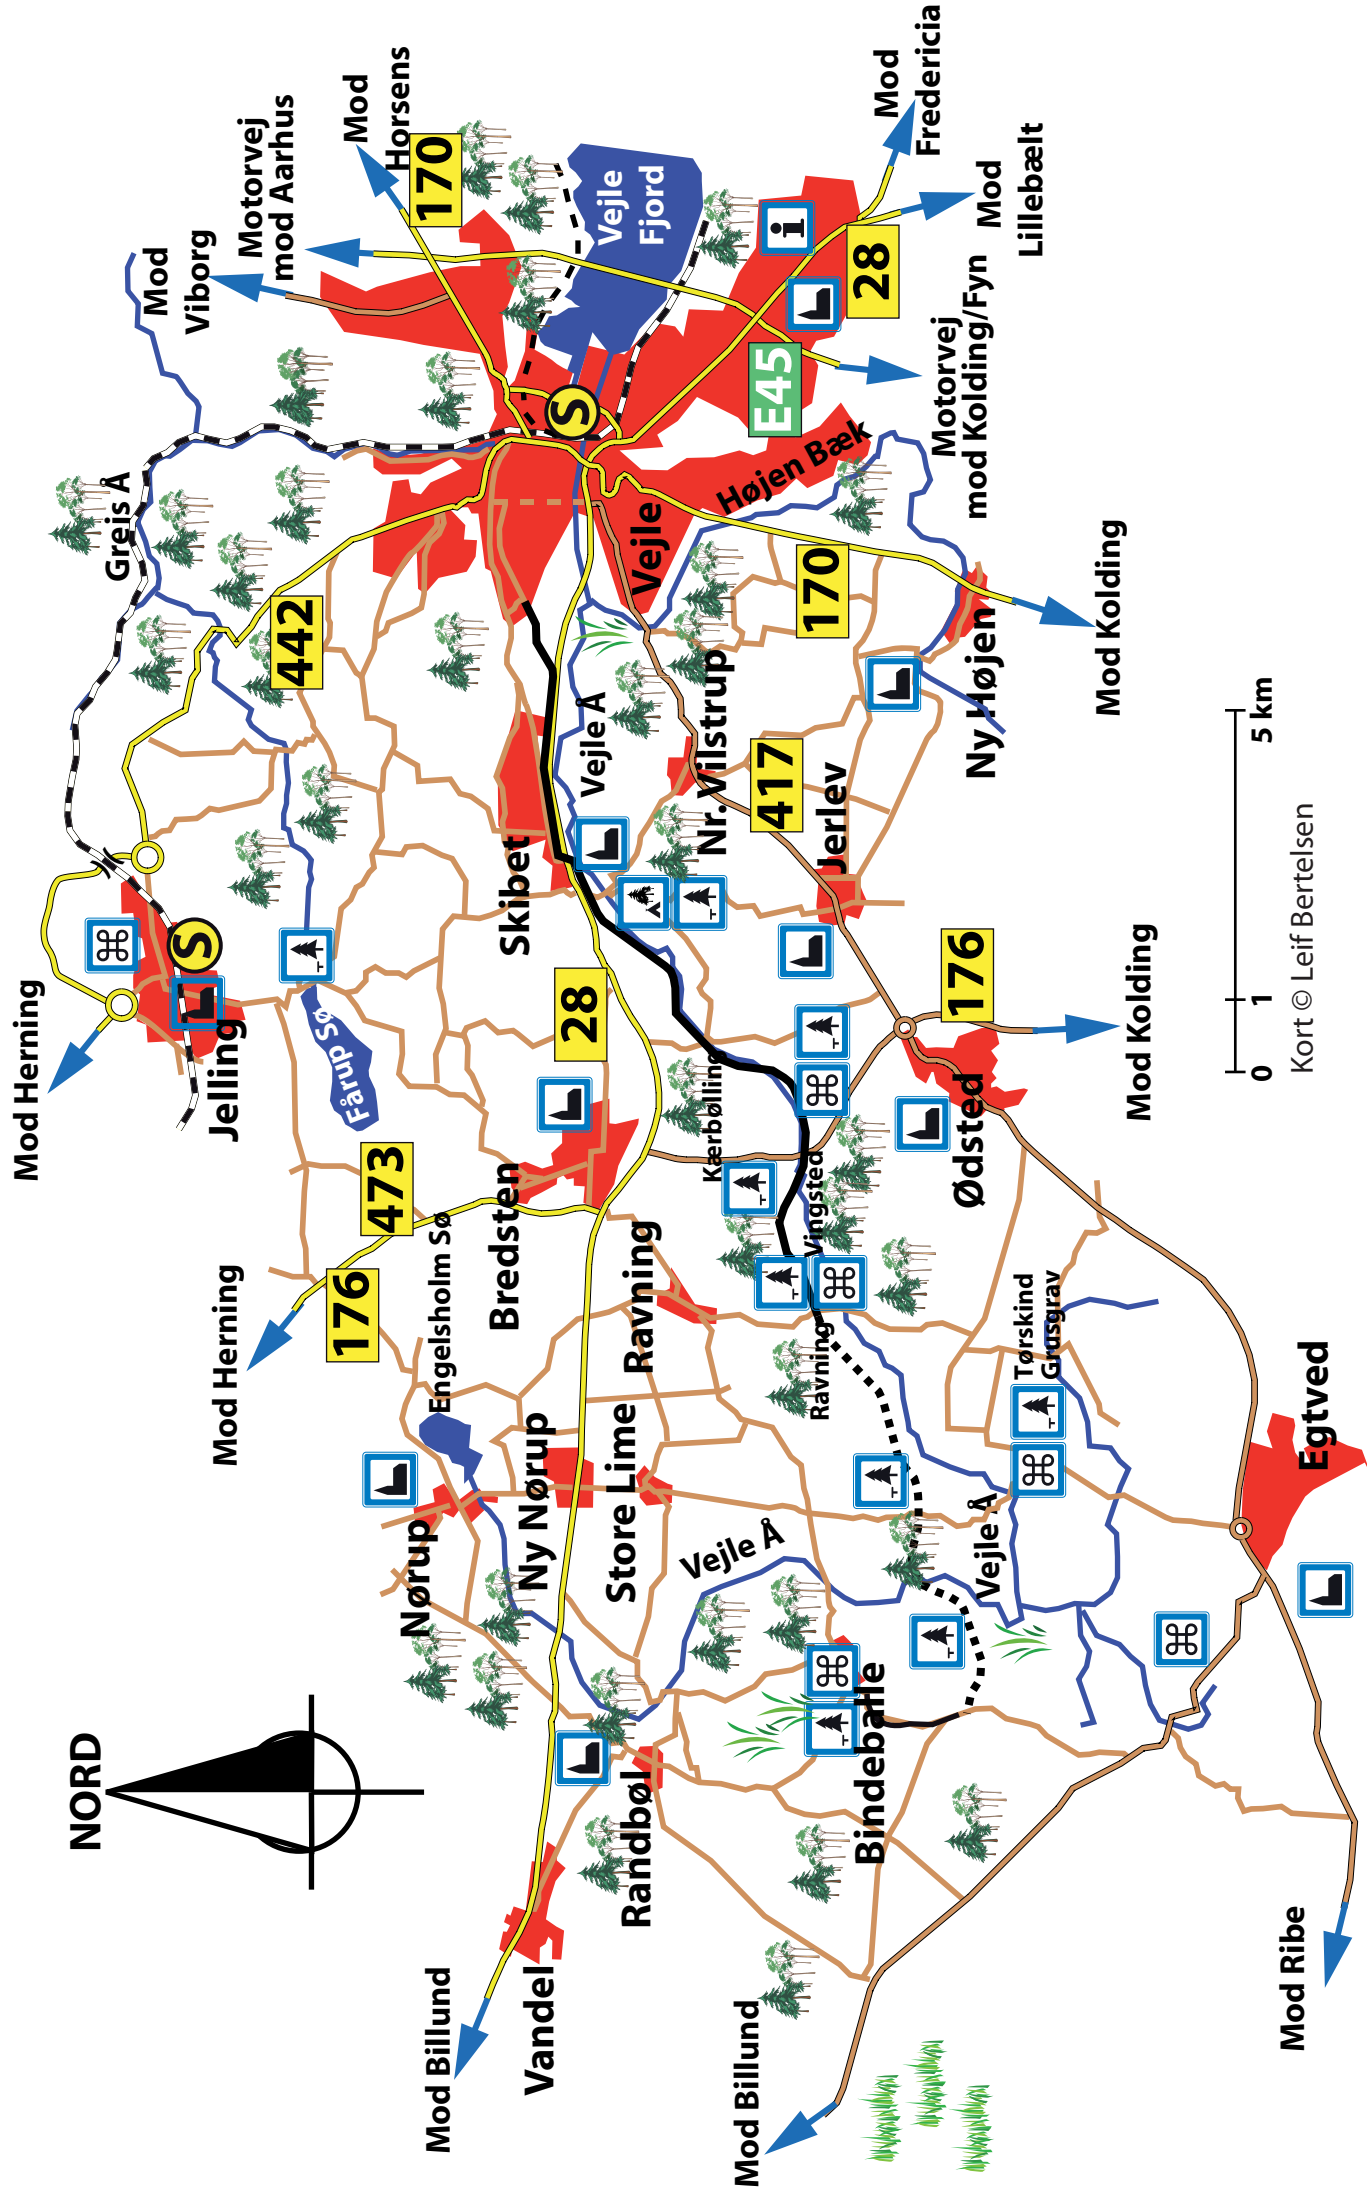 NORD
Mod Herning
Jelling
S
Greis Å
442
Mod
Viborg
Motorvej
mod Aarhus
Mod
Horsens
170
Fårup Sø
Mod Herning
176
473
Engelsholm Sø
Nørup
Ny Nørup
Bredsten
28
Skibet
Vejle Å
S
Vejle
Fjord
Mod Billund
Vandel
Randbøl
Store Lime
Ravning
Vejle Å
Kærbølling
Nr. Vilstrup
Vejle
Højen Bæk
E45
28
i
Mod
Fredericia
Mod
Lillebælt
Motorvej
mod Kolding/Fyn
170
417
Jerlev
Ny Højen
Mod Kolding
Vingsted
Ravning
Bindeballe
Vejle Å
Ødsted
176
Mod Kolding
Tørskind
Grusgrav
Egtved
Mod Billund
Mod Ribe
0 1 5 km
Kort © Leif Bertelsen